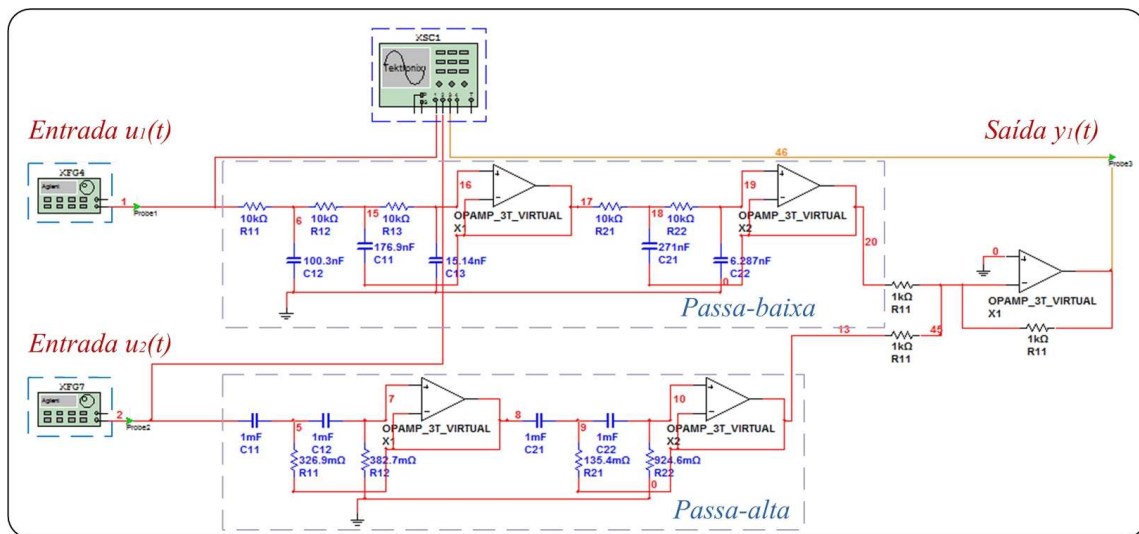 XSC1
Tektronix
Entrada u1(t)
Saída y1(t)
XFG4
Agilent
1
Probe1
46
Probe3
10kΩ
R11
6
10kΩ
R12
15
10kΩ
R13
16
OPAMP_3T_VIRTUAL
X1
17
10kΩ
R21
18
10kΩ
R22
19
OPAMP_3T_VIRTUAL
X2
20
100.3nF
C12
176.9nF
C11
15.14nF
C13
271nF
C21
6.287nF
C22
0
Passa-baixa
1kΩ
R11
0
OPAMP_3T_VIRTUAL
X1
1kΩ
R11
13
45
1kΩ
R11
Entrada u2(t)
XFG7
Agilent
2
Probe2
1mF
C11
5
1mF
C12
7
OPAMP_3T_VIRTUAL
X1
8
1mF
C21
9
1mF
C22
10
OPAMP_3T_VIRTUAL
X2
326.9mΩ
R11
382.7mΩ
R12
135.4mΩ
R21
924.6mΩ
R22
0
Passa-alta